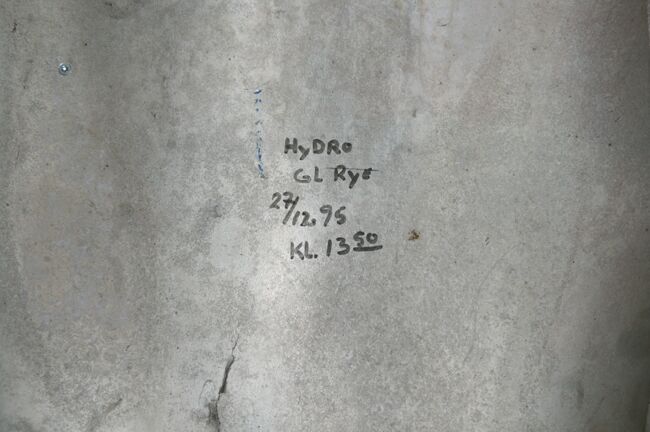 HyDRO
GL RyE
27/12.95
KL. 13 50